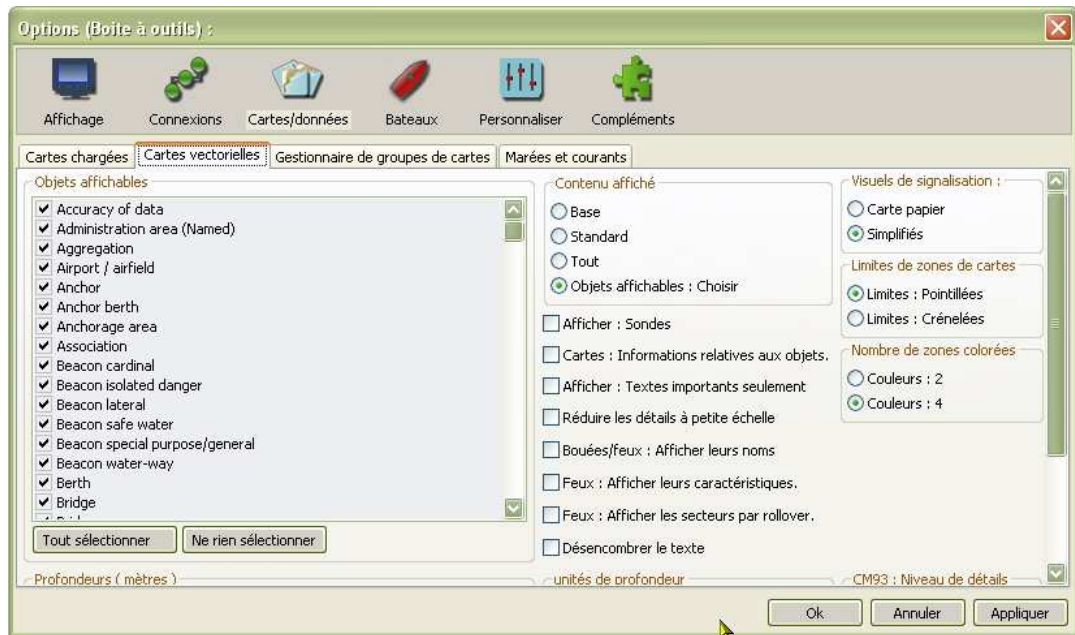 Options (Boite à outils) :
Affichage
Connexions
Cartes/données
Bateaux
Personnaliser
Compléments
Cartes chargées
Cartes vectorielles
Gestionnaire de groupes de cartes
Marées et courants
Objets affichables
Accuracy of data
Administration area (Named)
Aggregation
Airport / airfield
Anchor
Anchor berth
Anchorage area
Association
Beacon cardinal
Beacon isolated danger
Beacon lateral
Beacon safe water
Beacon special purpose/general
Beacon water-way
Berth
Bridge
Tout sélectionner
Ne rien sélectionner
Contenu affiché
Base
Standard
Tout
Objets affichables : Choisir
Afficher : Sondes
Cartes : Informations relatives aux objets.
Afficher : Textes importants seulement
Réduire les détails à petite échelle
Bouées/feux : Afficher leurs noms
Feux : Afficher leurs caractéristiques.
Feux : Afficher les secteurs par rollover.
Désencombrer le texte
Visuels de signalisation :
Carte papier
Simplifiés
Limites de zones de cartes
Limites : Pointillées
Limites : Crénelées
Nombre de zones colorées
Couleurs : 2
Couleurs : 4
Profondeurs ( mètres )
unités de profondeur
CM93 : Niveau de détails
Ok
Annuler
Appliquer